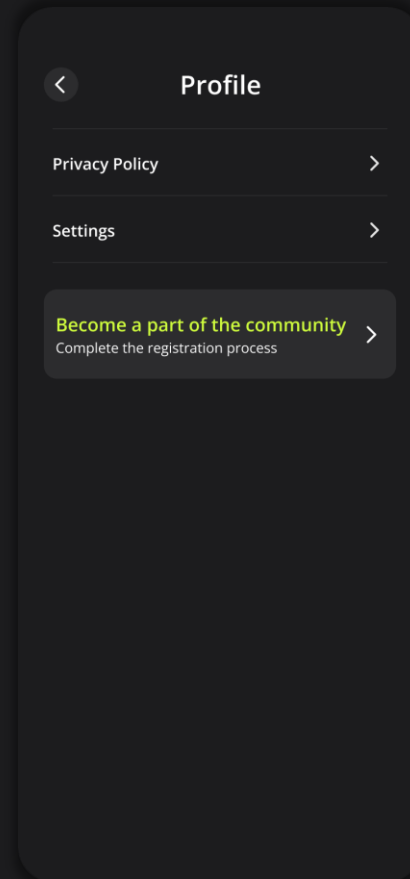 Profile
Privacy Policy
Settings
Become a part of the community
Complete the registration process